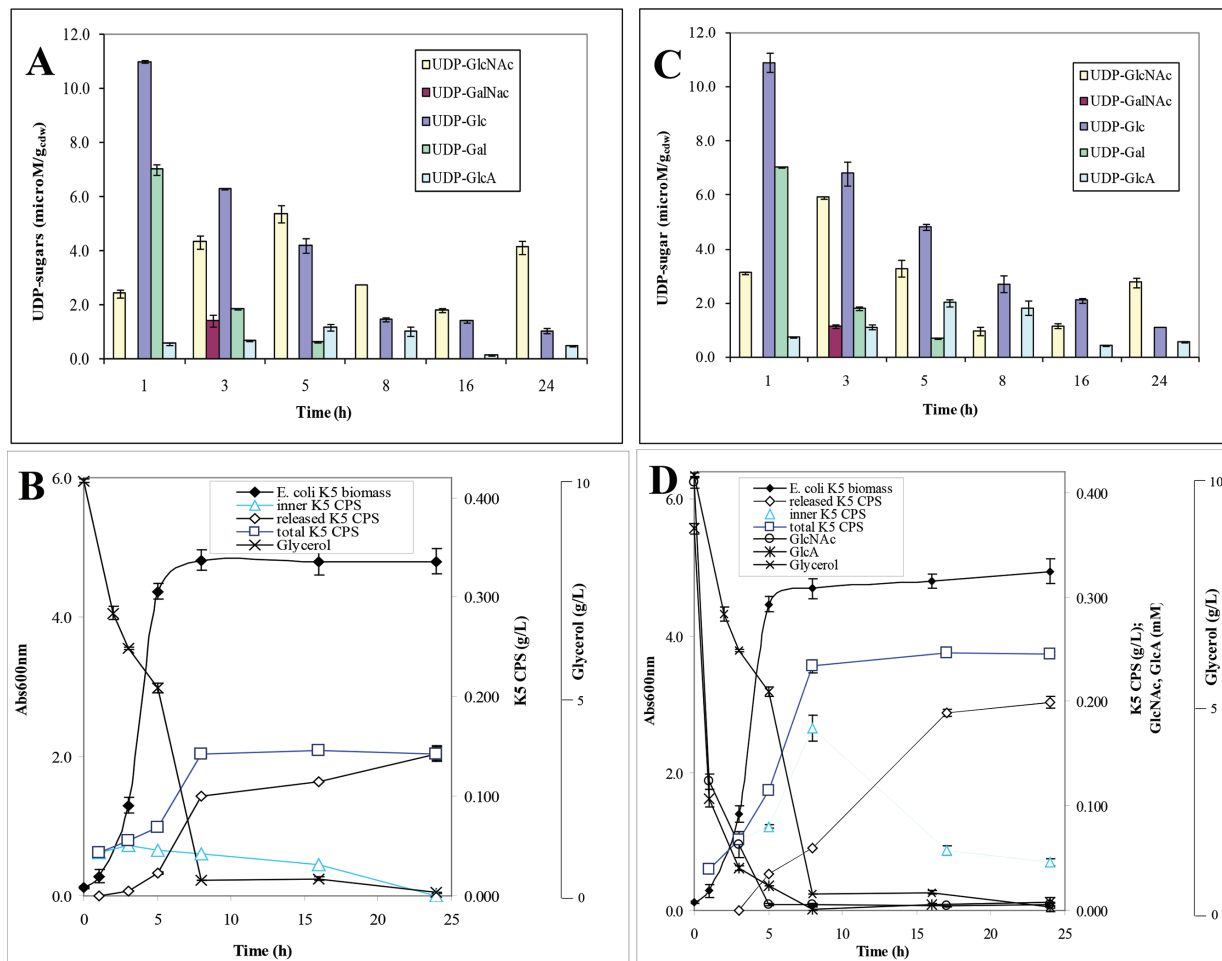 A
UDP-sugars (microM/gcdw)
12.0
10.0
8.0
6.0
4.0
2.0
0.0
UDP-GlcNAc
UDP-GalNac
UDP-Glc
UDP-Gal
UDP-GlcA
1 3 5 8 16 24
Time (h)
C
UDP-sugar (microM/gcdw)
12.0
10.0
8.0
6.0
4.0
2.0
0.0
UDP-GlcNAc
UDP-GalNAc
UDP-Glc
UDP-Gal
UDP-GlcA
1 3 5 8 16 24
Time (h)
B
Abs600nm
6.0
4.0
2.0
0.0
E. coli K5 biomass
inner K5 CPS
released K5 CPS
total K5 CPS
Glycerol
0.400
0.300
0.200
0.100
0.000
K5 CPS (g/L)
10
5
0
Glycerol (g/L)
0 5 10 15 20 25
Time (h)
D
Abs600nm
6.0
4.0
2.0
0.0
E. coli K5 biomass
released K5 CPS
inner K5 CPS
total K5 CPS
GlcNAc
GlcA
Glycerol
0.400
0.300
0.200
0.100
0.000
K5 CPS (g/L);
GlcNAc, GlcA (mM)
10
5
0
Glycerol (g/L)
0 5 10 15 20 25
Time (h)